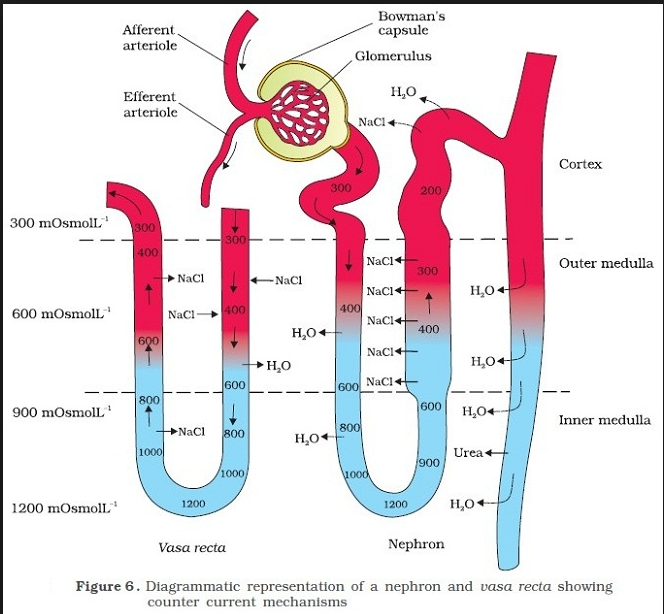 Bowman's
capsule
Afferent
arteriole
Glomerulus
Efferent
arteriole
H₂O
NaCl
Cortex
300
200
300 mOsmolL⁻¹
300
400
300
Outer medulla
NaCl
300
NaCl
NaCl
NaCl
H₂O
600 mOsmolL⁻¹
NaCl
400
400
NaCl
400
600
H₂O
NaCl
H₂O
H₂O
600
600
NaCl
800
600
900 mOsmolL⁻¹
H₂O
Inner medulla
NaCl
800
H₂O
800
1000
Urea
900
1000
1000
1200 mOsmolL⁻¹
1200
1200
H₂O
Vasa recta
Nephron
Figure 6. Diagrammatic representation of a nephron and vasa recta showing
counter current mechanisms